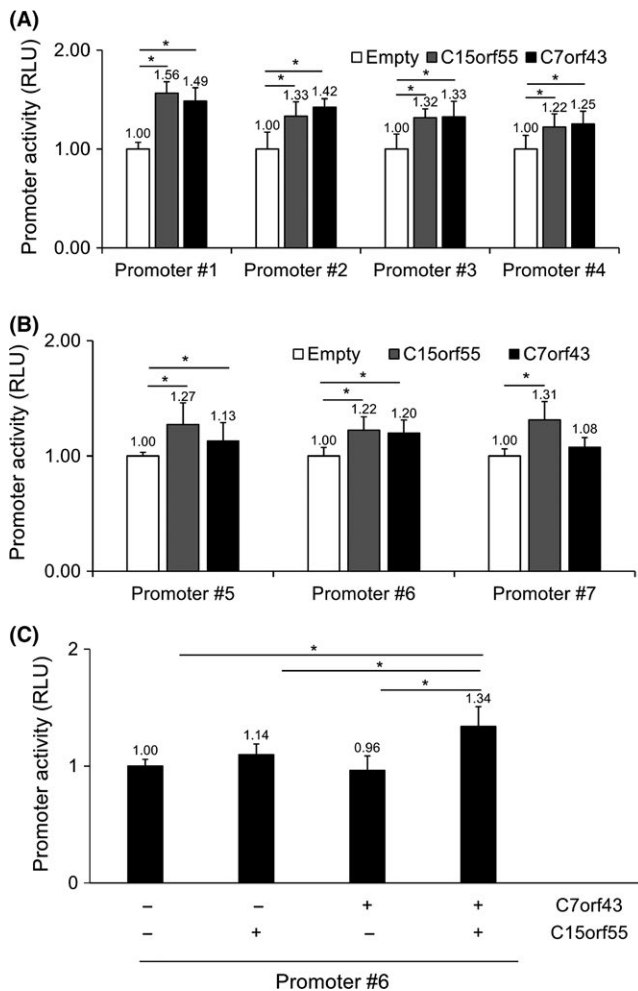 (A)
Promoter activity (RLU)
2.00
1.00
0.00
Empty C15orf55 C7orf43
* * * * * * * *
1.00 1.56 1.49 1.00 1.33 1.42 1.00 1.32 1.33 1.00 1.22 1.25
Promoter #1 Promoter #2 Promoter #3 Promoter #4
(B)
Promoter activity (RLU)
2.00
1.00
0.00
Empty C15orf55 C7orf43
* * * * *
1.00 1.27 1.13 1.00 1.22 1.20 1.00 1.31 1.08
Promoter #5 Promoter #6 Promoter #7
(C)
Promoter activity (RLU)
2
1
0
* * *
1.00 1.14 0.96 1.34
– – + + C7orf43
– + – + C15orf55
Promoter #6